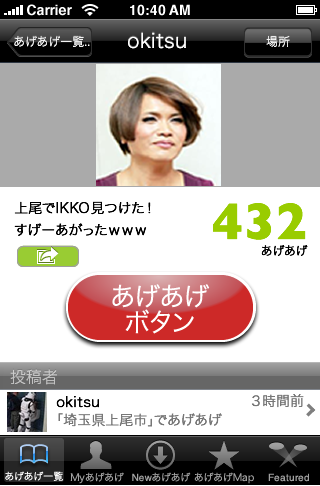 Carrier 10:40 AM
あげあげ一覧..
okitsu
場所
上尾でIKKO見つけた！
すげーあがったｗｗｗ
432
あげあげ
あげあげ
ボタン
投稿者
okitsu
３時間前
「埼玉県上尾市」であげあげ
あげあげ一覧
Myあげあげ
Newあげあげ
あげあげMap
Featured